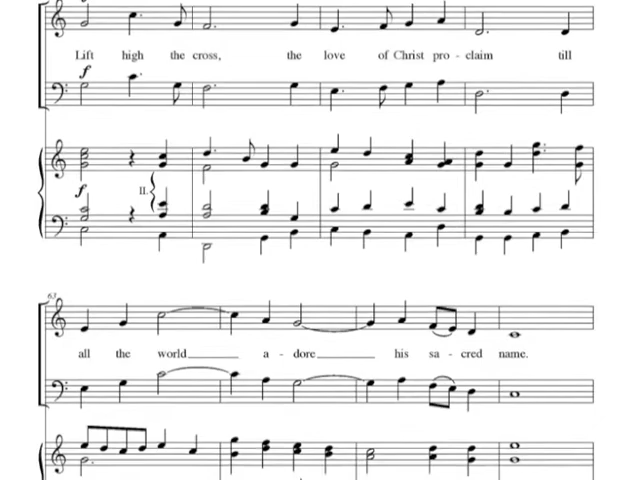 f
Lift high the cross, the love of Christ pro - claim till
f
f
II.
63
all the world a - dore his sa - cred name.